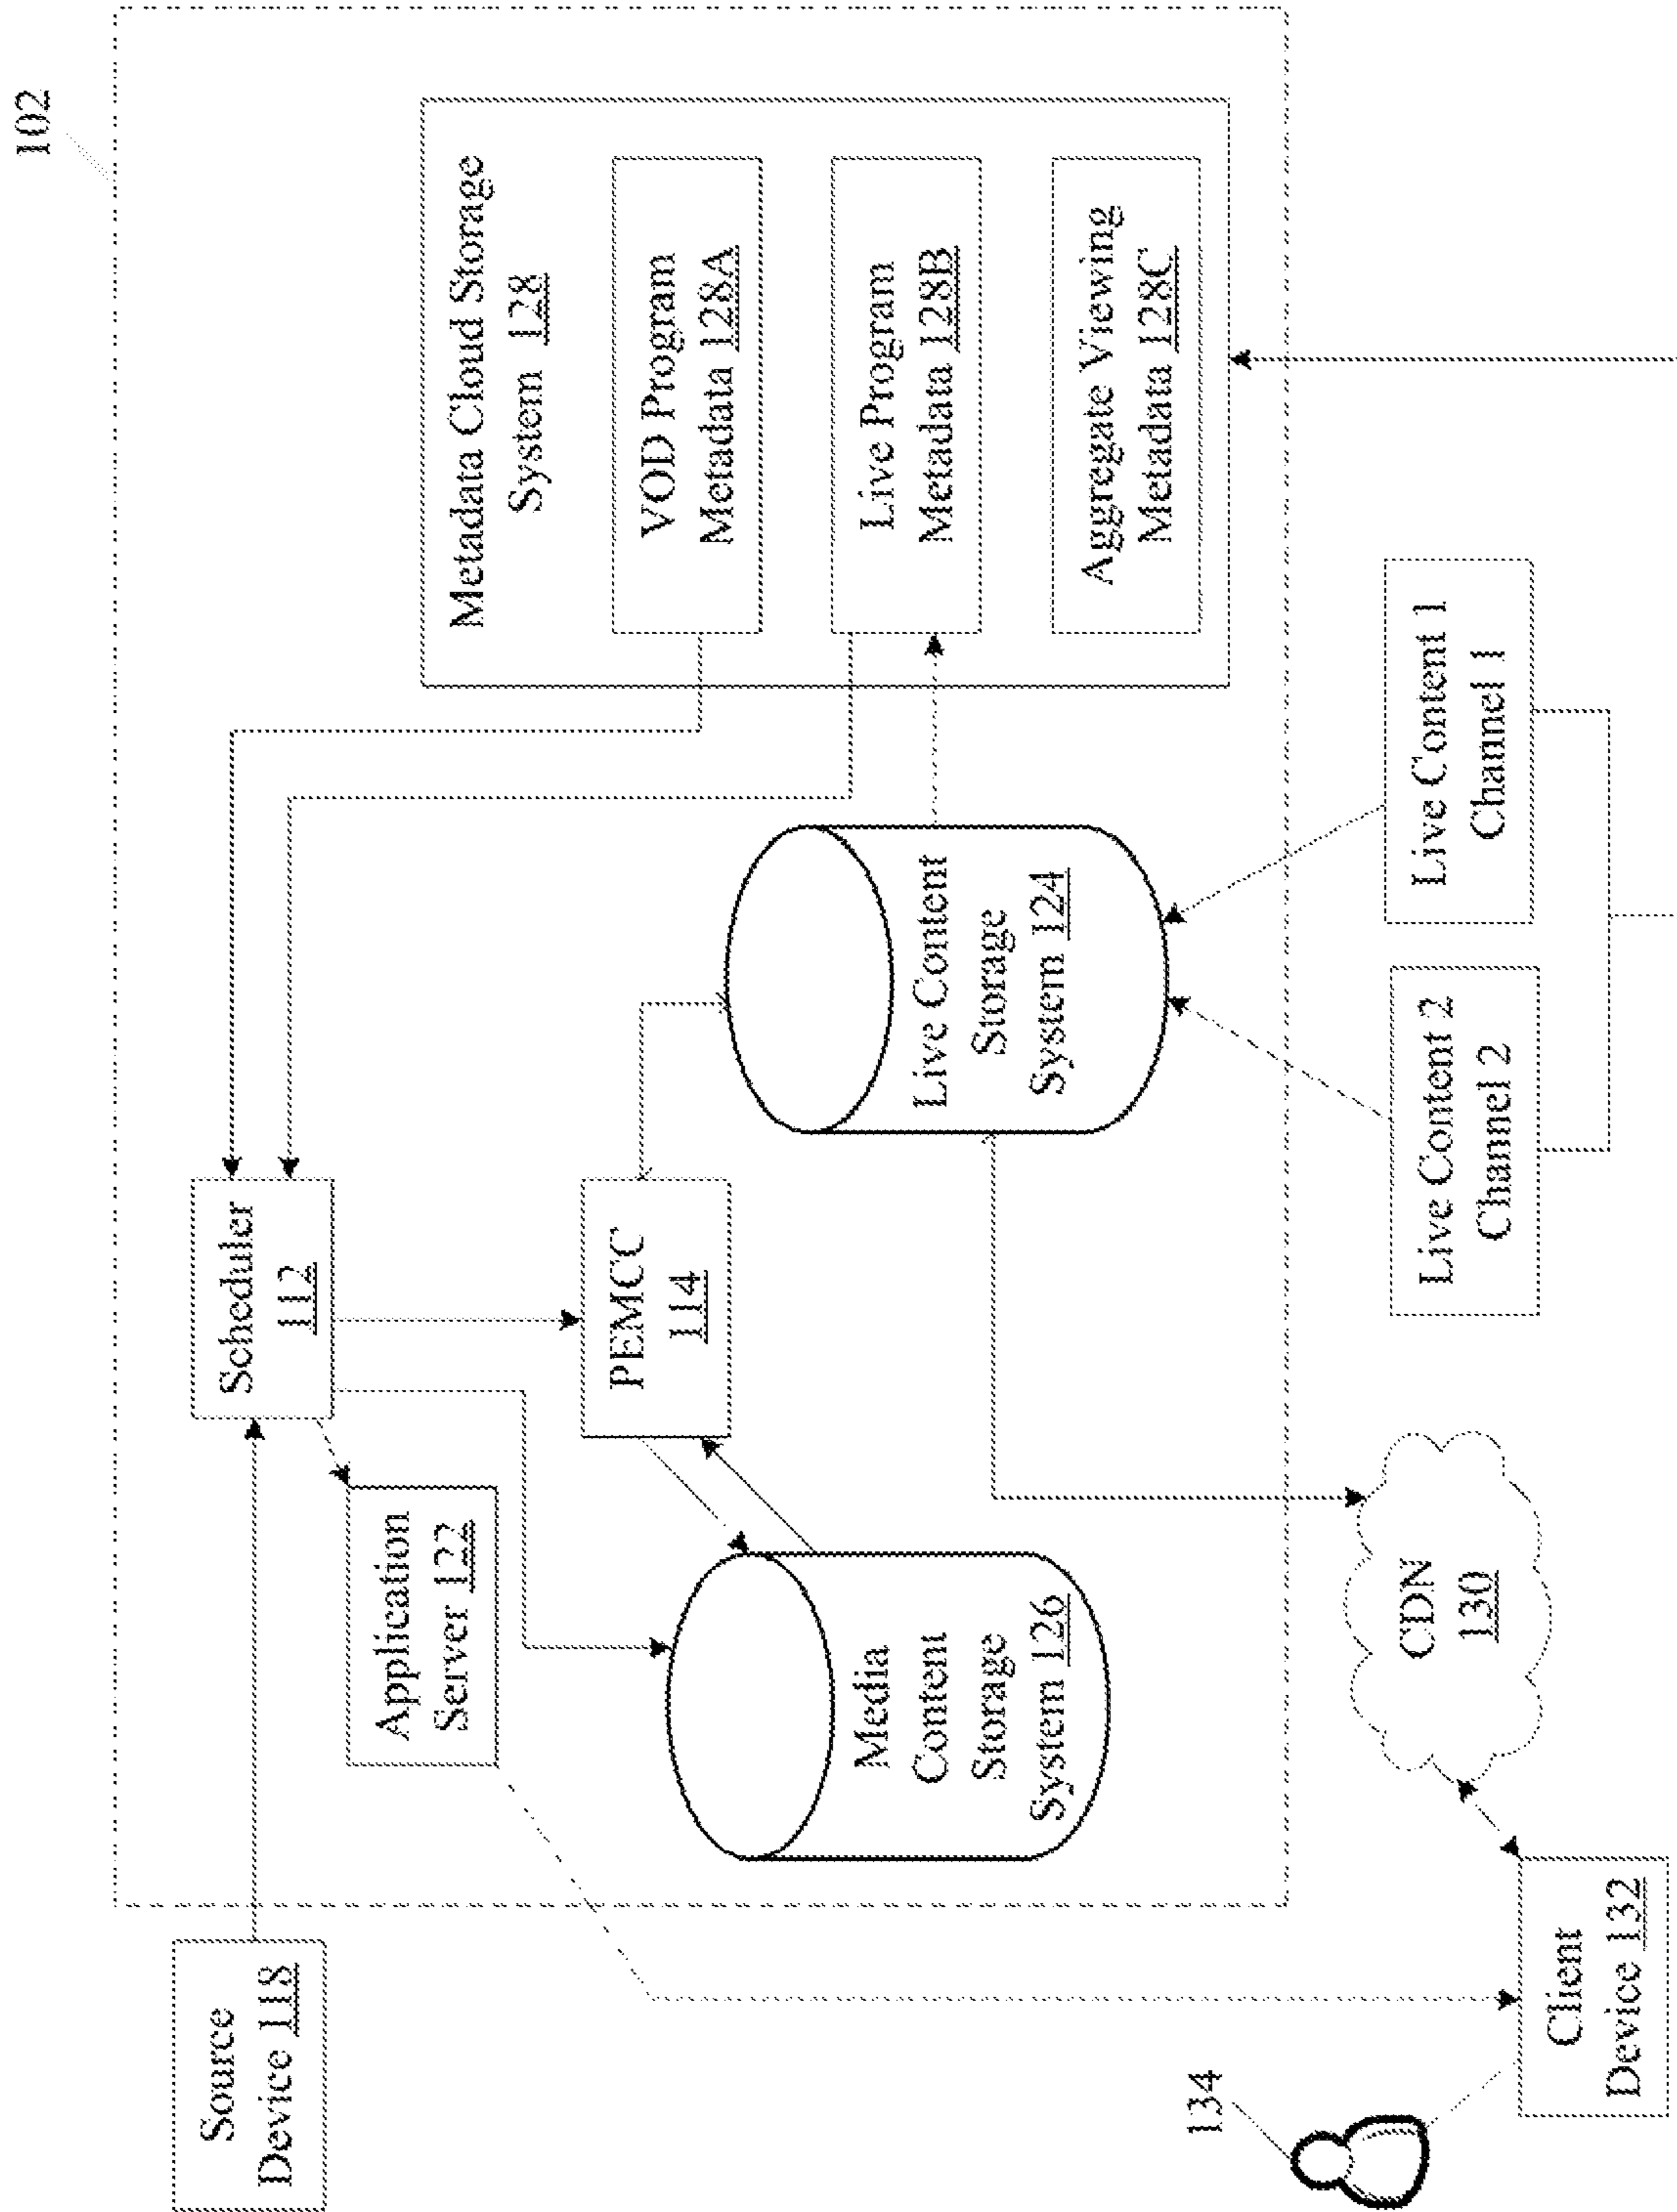 102
Source
Device 118
Scheduler
112
Application
Server 122
PEMCC
114
Media
Content
Storage
System 126
Live Content
Storage
System 124
Metadata Cloud Storage
System 128
VOD Program
Metadata 128A
Live Program
Metadata 128B
Aggregate Viewing
Metadata 128C
134
Client
Device 132
CDN
130
Live Content 2
Channel 2
Live Content 1
Channel 1